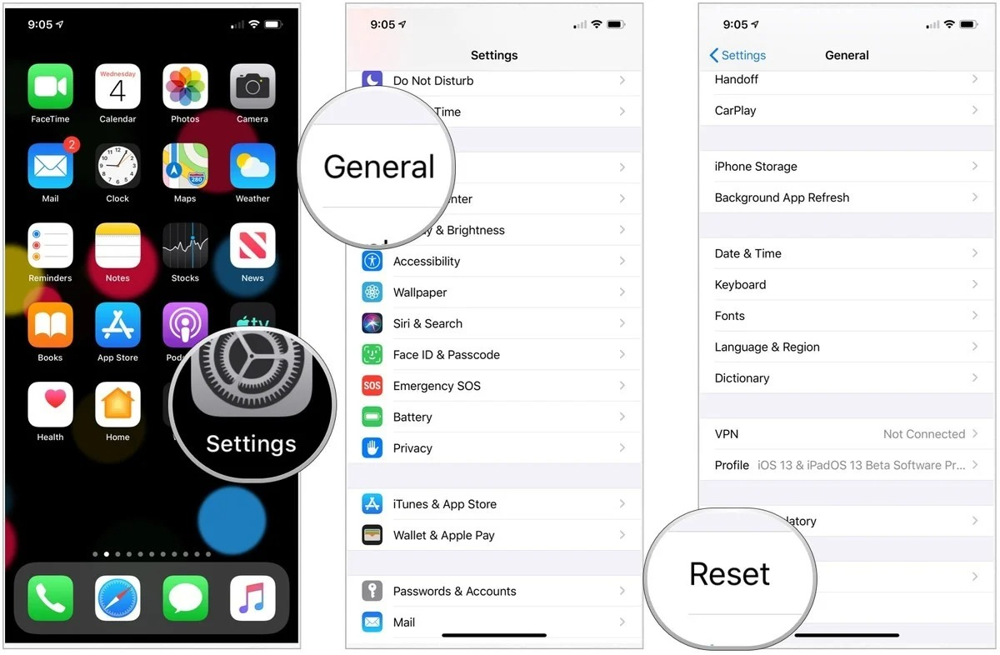 9:05
Wednesday
4
FaceTime
Calendar
Photos
Camera
2
280
Mail
Clock
Maps
Weather
Reminders
Notes
Stocks
News
tv
Books
App Store
Settings
Health
Home
9:05
Settings
Do Not Disturb
Time
General
& Brightness
Accessibility
Wallpaper
Siri & Search
Face ID & Passcode
SOS Emergency SOS
Battery
Privacy
iTunes & App Store
Wallet & Apple Pay
Passwords & Accounts
Mail
9:05
Settings General
Handoff
CarPlay
iPhone Storage
Background App Refresh
Date & Time
Keyboard
Fonts
Language & Region
Dictionary
VPN Not Connected
Profile iOS 13 & iPadOS 13 Beta Software Pr...
Reset